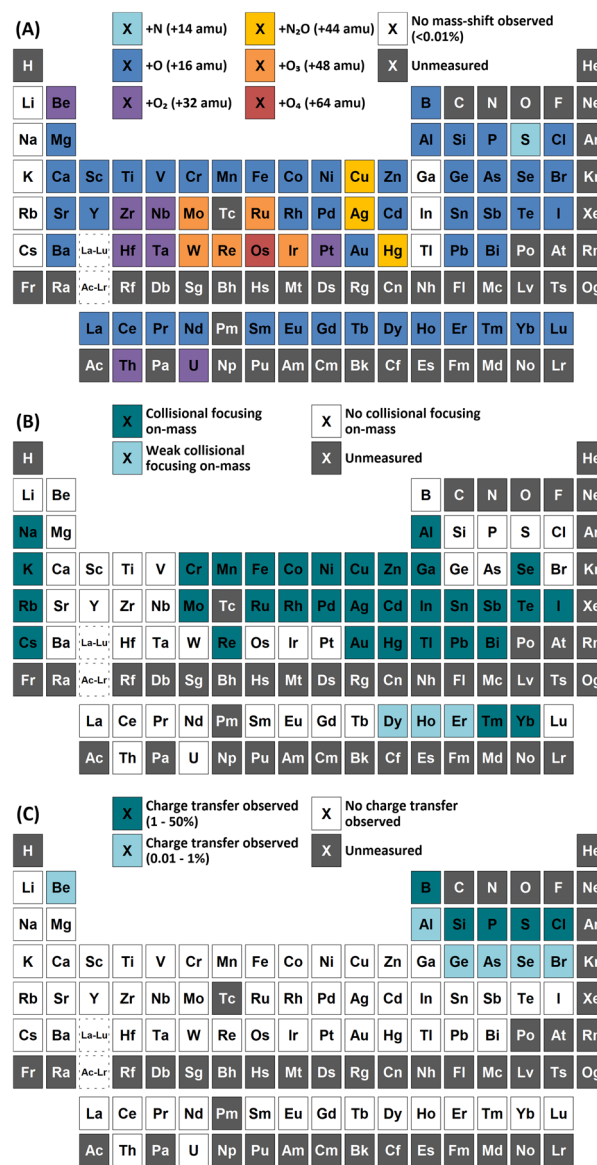 (A)
X +N (+14 amu) X +N₂O (+44 amu) X No mass-shift observed (<0.01%)
X +O (+16 amu) X +O₃ (+48 amu) X Unmeasured
X +O₂ (+32 amu) X +O₄ (+64 amu)
H He
Li Be B C N O F Ne
Na Mg Al Si P S Cl Ar
K Ca Sc Ti V Cr Mn Fe Co Ni Cu Zn Ga Ge As Se Br Kr
Rb Sr Y Zr Nb Mo Tc Ru Rh Pd Ag Cd In Sn Sb Te I Xe
Cs Ba La-Lu Hf Ta W Re Os Ir Pt Au Hg Tl Pb Bi Po At Rn
Fr Ra Ac-Lr Rf Db Sg Bh Hs Mt Ds Rg Cn Nh Fl Mc Lv Ts Og
La Ce Pr Nd Pm Sm Eu Gd Tb Dy Ho Er Tm Yb Lu
Ac Th Pa U Np Pu Am Cm Bk Cf Es Fm Md No Lr
(B)
X Collisional focusing on-mass X No collisional focusing on-mass
X Weak collisional focusing on-mass X Unmeasured
H He
Li Be B C N O F Ne
Na Mg Al Si P S Cl Ar
K Ca Sc Ti V Cr Mn Fe Co Ni Cu Zn Ga Ge As Se Br Kr
Rb Sr Y Zr Nb Mo Tc Ru Rh Pd Ag Cd In Sn Sb Te I Xe
Cs Ba La-Lu Hf Ta W Re Os Ir Pt Au Hg Tl Pb Bi Po At Rn
Fr Ra Ac-Lr Rf Db Sg Bh Hs Mt Ds Rg Cn Nh Fl Mc Lv Ts Og
La Ce Pr Nd Pm Sm Eu Gd Tb Dy Ho Er Tm Yb Lu
Ac Th Pa U Np Pu Am Cm Bk Cf Es Fm Md No Lr
(C)
X Charge transfer observed (1 - 50%) X No charge transfer observed
X Charge transfer observed (0.01 - 1%) X Unmeasured
H He
Li Be B C N O F Ne
Na Mg Al Si P S Cl Ar
K Ca Sc Ti V Cr Mn Fe Co Ni Cu Zn Ga Ge As Se Br Kr
Rb Sr Y Zr Nb Mo Tc Ru Rh Pd Ag Cd In Sn Sb Te I Xe
Cs Ba La-Lu Hf Ta W Re Os Ir Pt Au Hg Tl Pb Bi Po At Rn
Fr Ra Ac-Lr Rf Db Sg Bh Hs Mt Ds Rg Cn Nh Fl Mc Lv Ts Og
La Ce Pr Nd Pm Sm Eu Gd Tb Dy Ho Er Tm Yb Lu
Ac Th Pa U Np Pu Am Cm Bk Cf Es Fm Md No Lr